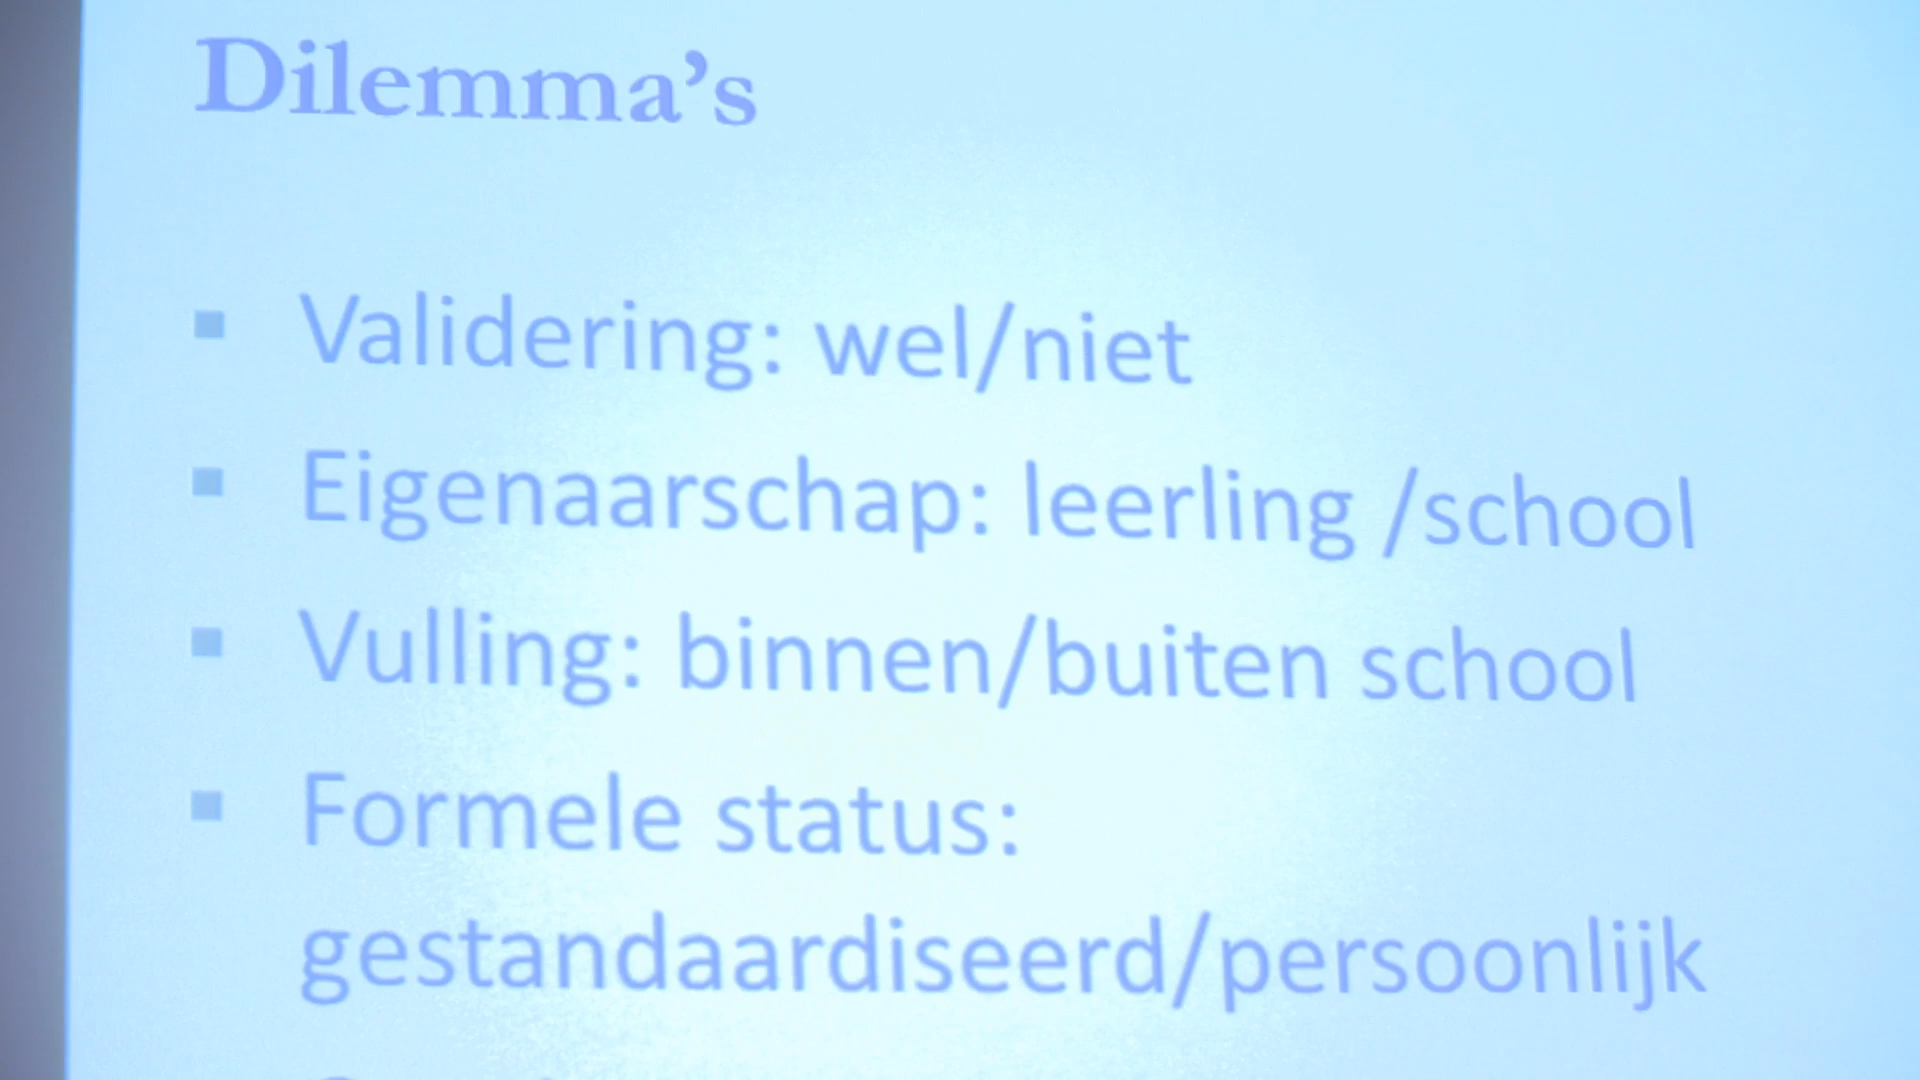 Dilemma’s
▪ Validering: wel/niet
▪ Eigenaarschap: leerling /school
▪ Vulling: binnen/buiten school
▪ Formele status:
gestandaardiseerd/persoonlijk